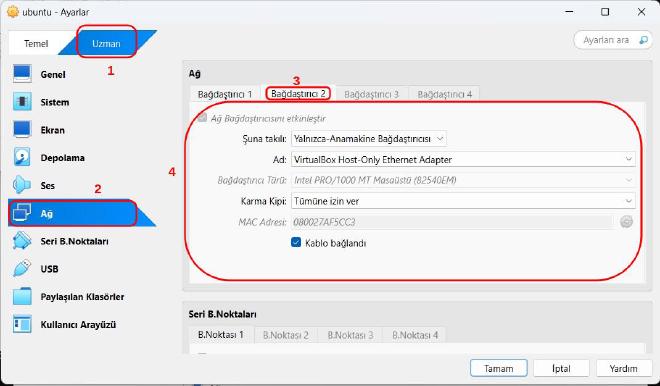 ubuntu - Ayarlar
Temel
Uzman
Ayarları ara
1
Genel
Sistem
Ekran
Depolama
Ses
2
Ağ
Seri B.Noktaları
USB
Paylaşılan Klasörler
Kullanıcı Arayüzü
Ağ
3
Bağdaştırıcı 1
Bağdaştırıcı 2
Bağdaştırıcı 3
Bağdaştırıcı 4
Ağ Bağdaştırıcısını etkinleştir
4
Şuna takılı: Yalnızca-Anamakine Bağdaştırıcısı
Ad: VirtualBox Host-Only Ethernet Adapter
Bağdaştırıcı Türü: Intel PRO/1000 MT Masaüstü (82540EM)
Karma Kipi: Tümüne izin ver
MAC Adresi: 080027AF5CC3
Kablo bağlandı
Seri B.Noktaları
B.Noktası 1
B.Noktası 2
B.Noktası 3
B.Noktası 4
Tamam
İptal
Yardım